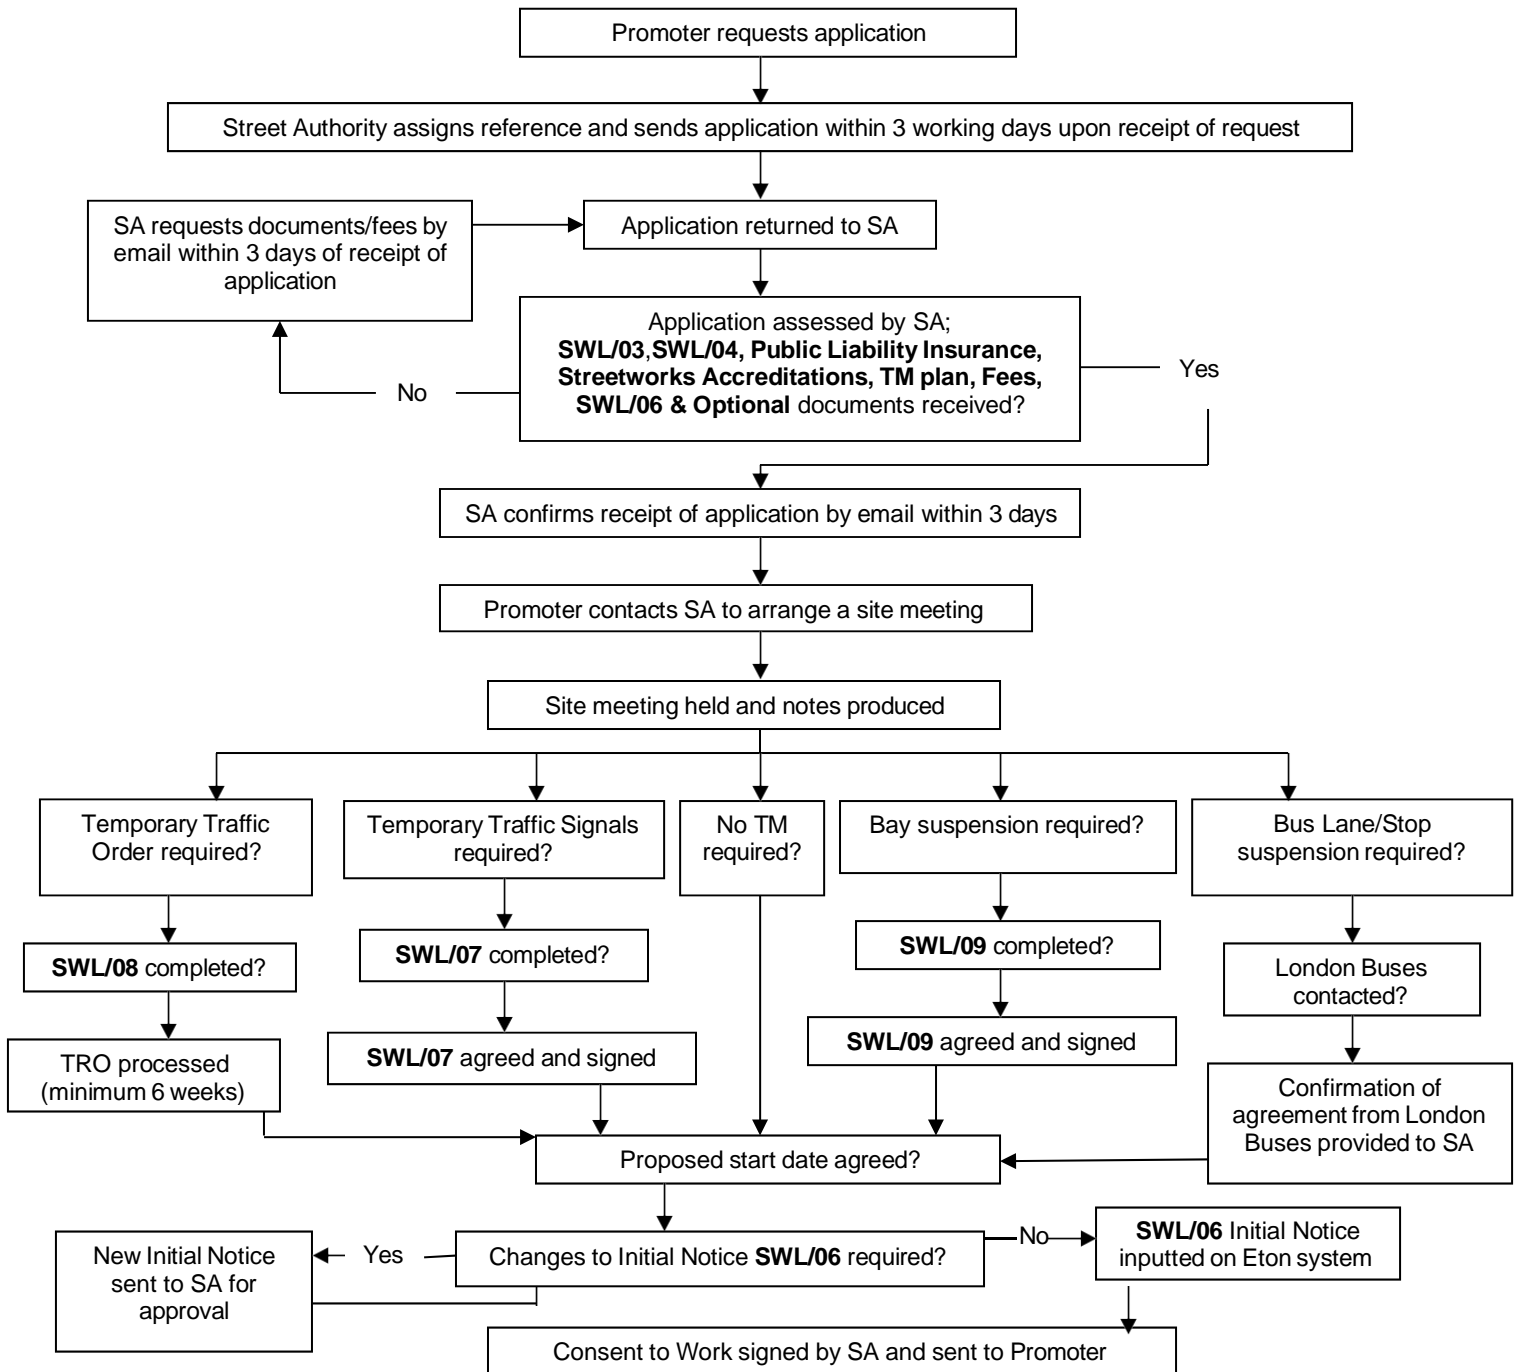 Promoter requests application
Street Authority assigns reference and sends application within 3 working days upon receipt of request
SA requests documents/fees by
email within 3 days of receipt of
application
Application returned to SA
Application assessed by SA;
SWL/03,SWL/04, Public Liability Insurance,
Streetworks Accreditations, TM plan, Fees,
SWL/06 & Optional documents received?
No
Yes
SA confirms receipt of application by email within 3 days
Promoter contacts SA to arrange a site meeting
Site meeting held and notes produced
Temporary Traffic
Order required?
Temporary Traffic Signals
required?
No TM
required?
Bay suspension required?
Bus Lane/Stop
suspension required?
SWL/08 completed?
SWL/07 completed?
SWL/09 completed?
London Buses
contacted?
TRO processed
(minimum 6 weeks)
SWL/07 agreed and signed
SWL/09 agreed and signed
Confirmation of
agreement from London
Buses provided to SA
Proposed start date agreed?
New Initial Notice
sent to SA for
approval
Yes
Changes to Initial Notice SWL/06 required?
No
SWL/06 Initial Notice
inputted on Eton system
Consent to Work signed by SA and sent to Promoter